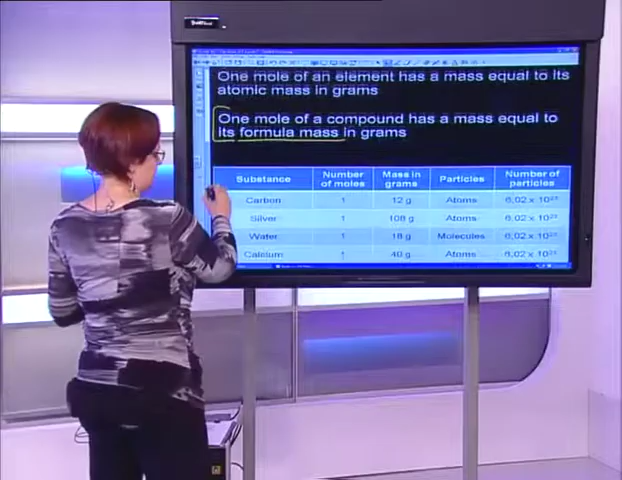 One mole of an element has a mass equal to its
atomic mass in grams
One mole of a compound has a mass equal to
its formula mass in grams
Substance Number of moles Mass in grams Particles Number of particles
Carbon 1 12 g Atoms 6,02 x 10²³
Silver 1 108 g Atoms 6,02 x 10²³
Water 1 18 g Molecules 6,02 x 10²³
Calcium 1 40 g Atoms 6,02 x 10²³